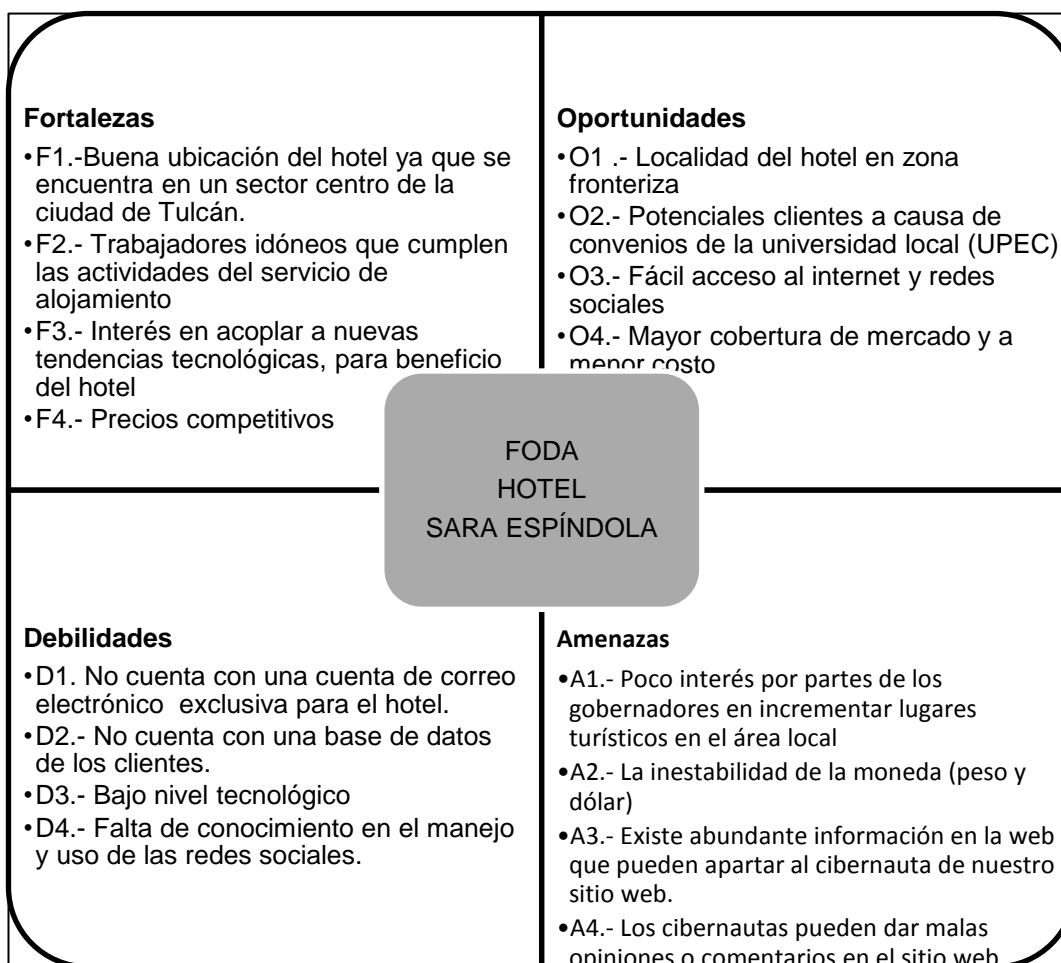 Fortalezas
•F1.-Buena ubicación del hotel ya que se
encuentra en un sector centro de la
ciudad de Tulcán.
•F2.- Trabajadores idóneos que cumplen
las actividades del servicio de
alojamiento
•F3.- Interés en acoplar a nuevas
tendencias tecnológicas, para beneficio
del hotel
•F4.- Precios competitivos
Oportunidades
•O1 .- Localidad del hotel en zona
fronteriza
•O2.- Potenciales clientes a causa de
convenios de la universidad local (UPEC)
•O3.- Fácil acceso al internet y redes
sociales
•O4.- Mayor cobertura de mercado y a
menor costo
FODA
HOTEL
SARA ESPÍNDOLA
Debilidades
•D1. No cuenta con una cuenta de correo
electrónico exclusiva para el hotel.
•D2.- No cuenta con una base de datos
de los clientes.
•D3.- Bajo nivel tecnológico
•D4.- Falta de conocimiento en el manejo
y uso de las redes sociales.
Amenazas
•A1.- Poco interés por partes de los
gobernadores en incrementar lugares
turísticos en el área local
•A2.- La inestabilidad de la moneda (peso y
dólar)
•A3.- Existe abundante información en la web
que pueden apartar al cibernauta de nuestro
sitio web.
•A4.- Los cibernautas pueden dar malas
opiniones o comentarios en el sitio web